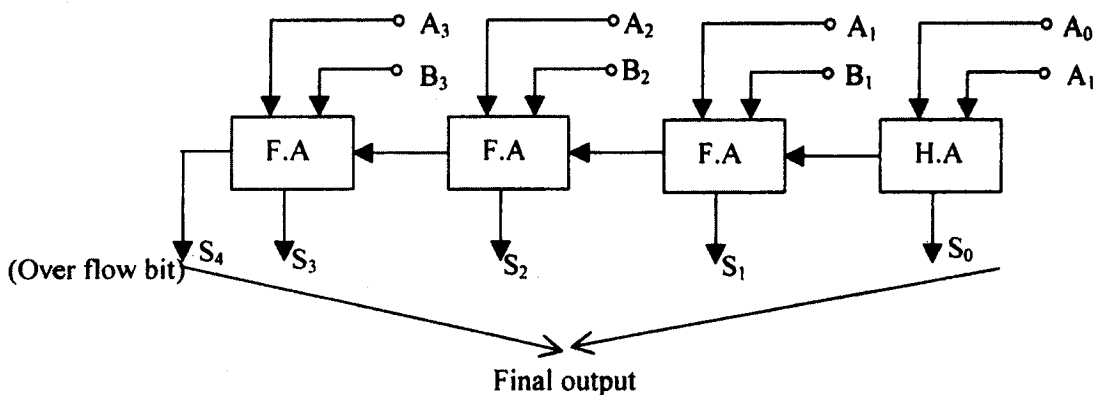 A₃ A₂ A₁ A₀
B₃ B₂ B₁ A₁
F.A F.A F.A H.A
S₄ S₃ S₂ S₁ S₀
(Over flow bit)
Final output